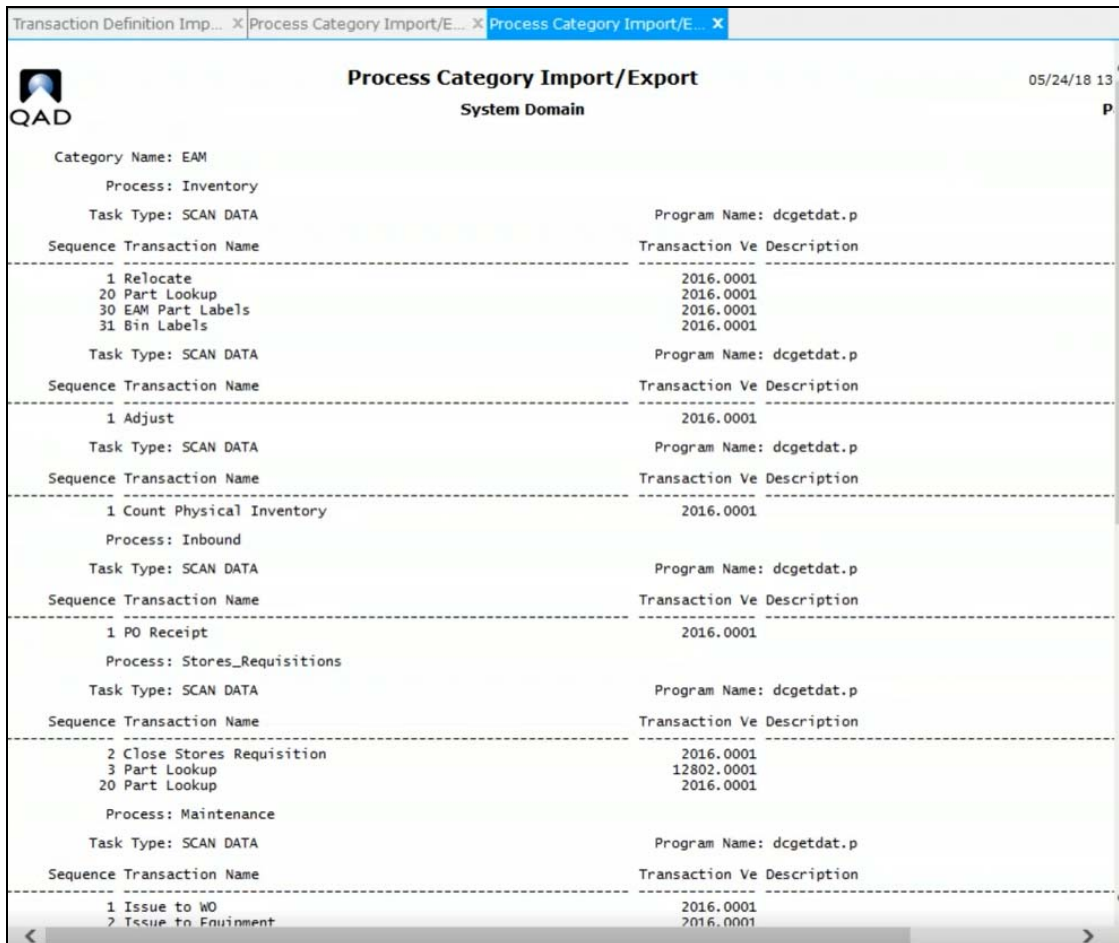 Transaction Definition Imp... X Process Category Import/E... X Process Category Import/E... X
Process Category Import/Export
05/24/18 13
System Domain
QAD
Category Name: EAM
Process: Inventory
Task Type: SCAN DATA Program Name: dcgetdat.p
Sequence Transaction Name Transaction Ve Description
1 Relocate 2016.0001
20 Part Lookup 2016.0001
30 EAM Part Labels 2016.0001
31 Bin Labels 2016.0001
Task Type: SCAN DATA Program Name: dcgetdat.p
Sequence Transaction Name Transaction Ve Description
1 Adjust 2016.0001
Task Type: SCAN DATA Program Name: dcgetdat.p
Sequence Transaction Name Transaction Ve Description
1 Count Physical Inventory 2016.0001
Process: Inbound
Task Type: SCAN DATA Program Name: dcgetdat.p
Sequence Transaction Name Transaction Ve Description
1 PO Receipt 2016.0001
Process: Stores_Requisitions
Task Type: SCAN DATA Program Name: dcgetdat.p
Sequence Transaction Name Transaction Ve Description
2 Close Stores Requisition 2016.0001
3 Part Lookup 12802.0001
20 Part Lookup 2016.0001
Process: Maintenance
Task Type: SCAN DATA Program Name: dcgetdat.p
Sequence Transaction Name Transaction Ve Description
1 Issue to WO 2016.0001
2 Issue to Equipment 2016.0001